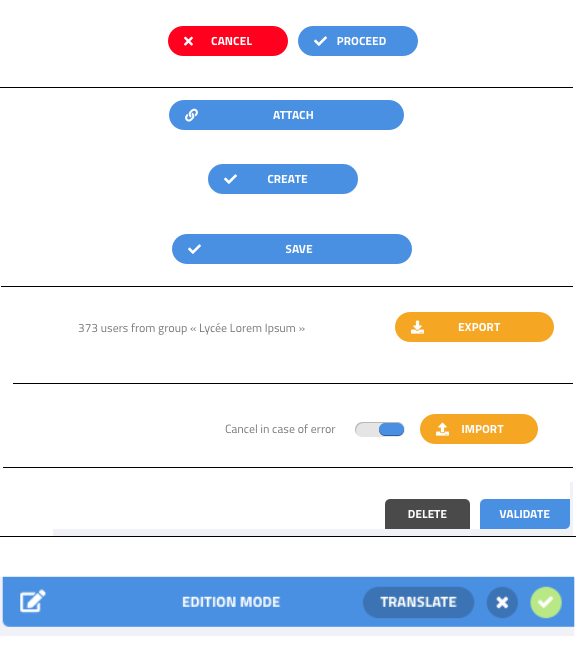 CANCEL PROCEED
ATTACH
CREATE
SAVE
373 users from group « Lycée Lorem Ipsum » EXPORT
Cancel in case of error IMPORT
DELETE VALIDATE
EDITION MODE TRANSLATE